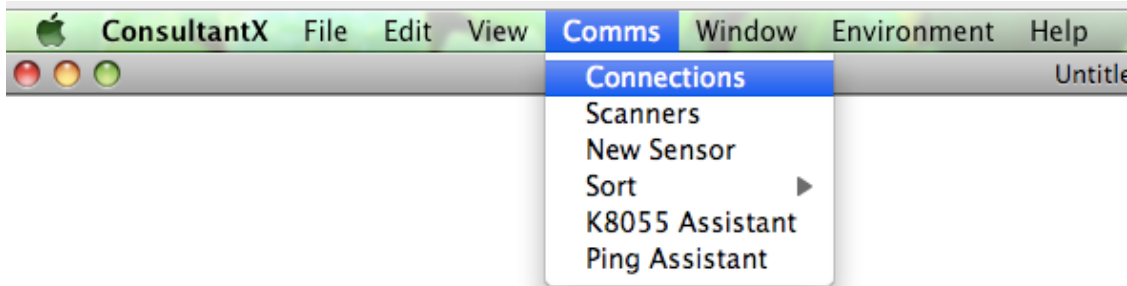 ConsultantX File Edit View Comms Window Environment Help
Untitle
Connections
Scanners
New Sensor
Sort
K8055 Assistant
Ping Assistant